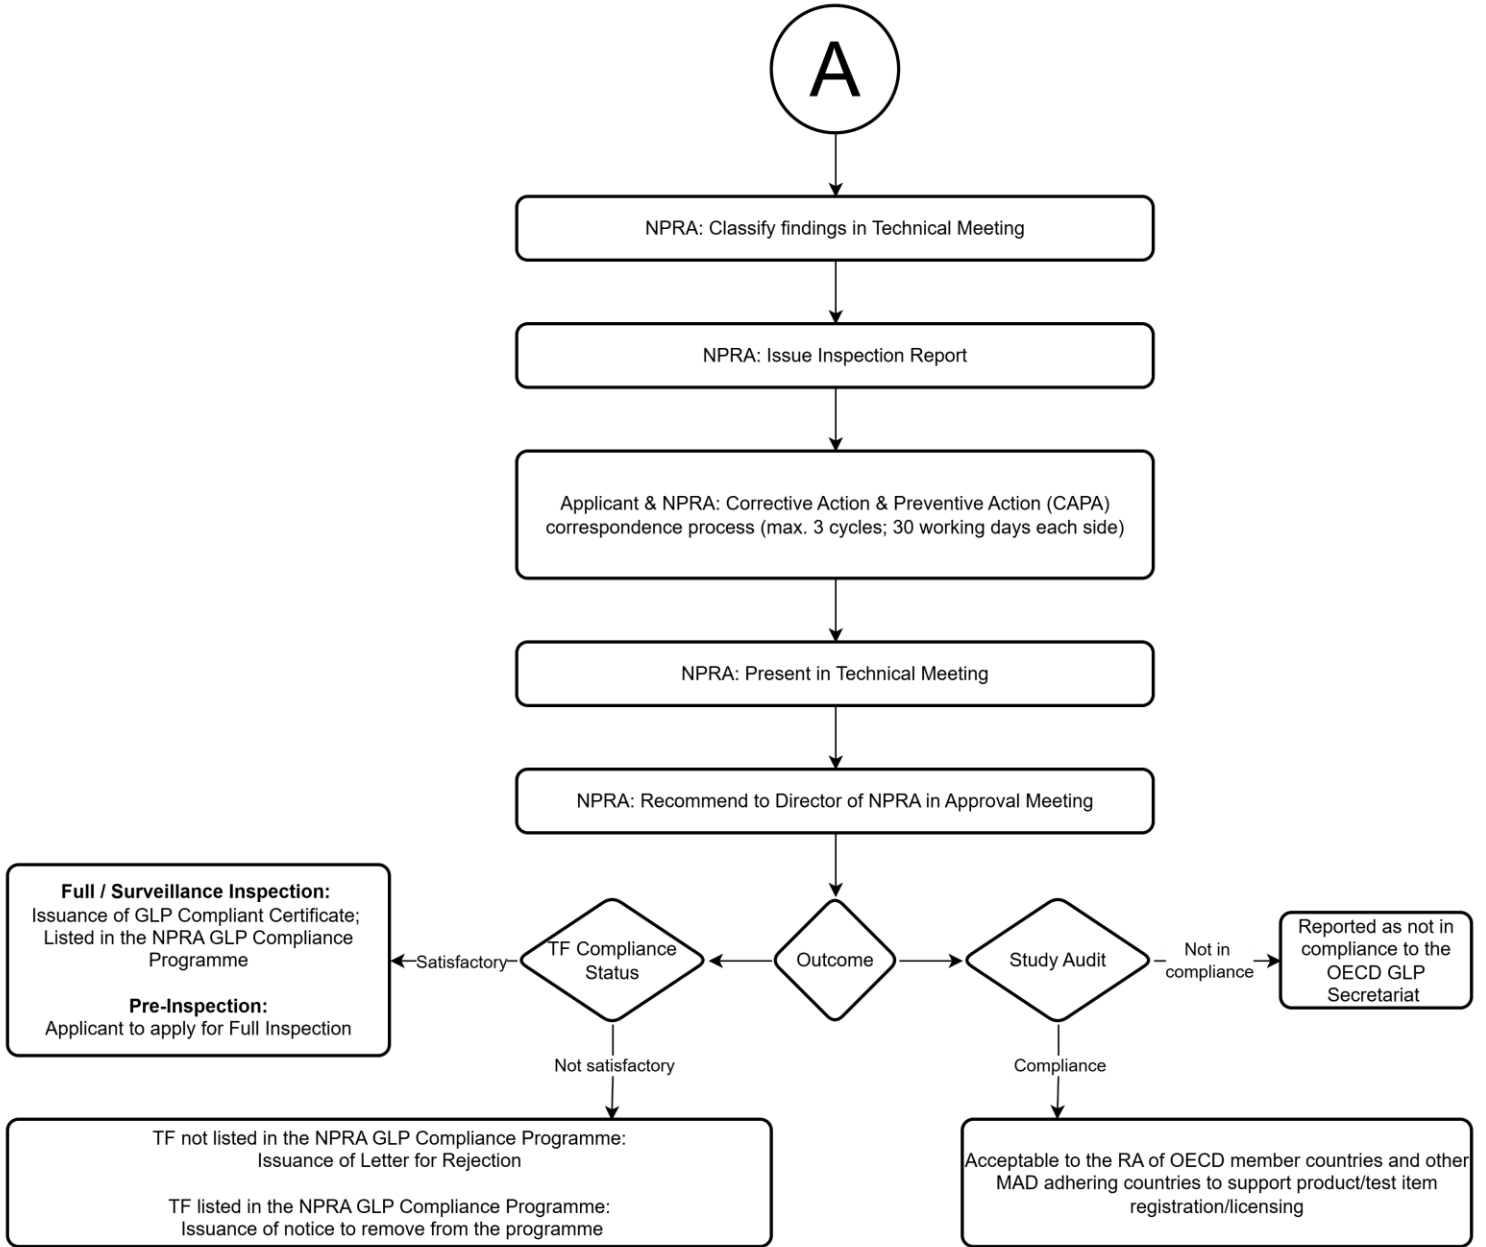 A
NPRA: Classify findings in Technical Meeting
NPRA: Issue Inspection Report
Applicant & NPRA: Corrective Action & Preventive Action (CAPA)
correspondence process (max. 3 cycles; 30 working days each side)
NPRA: Present in Technical Meeting
NPRA: Recommend to Director of NPRA in Approval Meeting
Full / Surveillance Inspection:
Issuance of GLP Compliant Certificate;
Listed in the NPRA GLP Compliance
Programme
Pre-Inspection:
Applicant to apply for Full Inspection
Satisfactory
TF Compliance
Status
Outcome
Study Audit
Not in
compliance
Reported as not in
compliance to the
OECD GLP
Secretariat
Not satisfactory
Compliance
TF not listed in the NPRA GLP Compliance Programme:
Issuance of Letter for Rejection
TF listed in the NPRA GLP Compliance Programme:
Issuance of notice to remove from the programme
Acceptable to the RA of OECD member countries and other
MAD adhering countries to support product/test item
registration/licensing